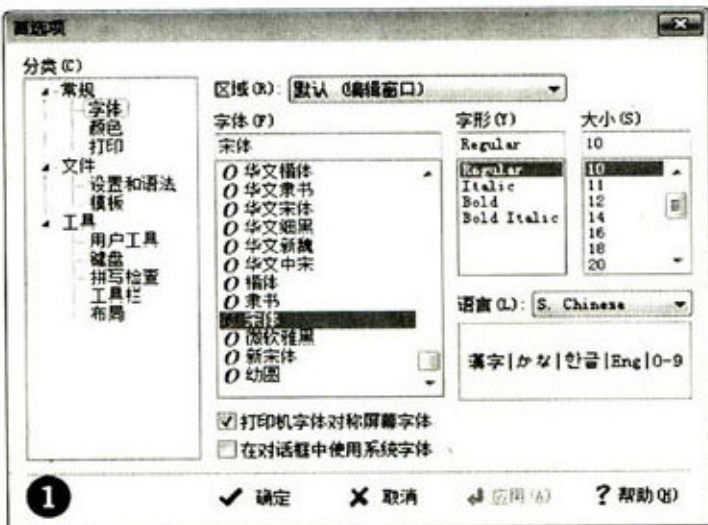 首选项
分类(C)
常规
字体
颜色
打印
文件
设置和语法
模板
工具
用户工具
键盘
拼写检查
工具栏
布局
区域(R): 默认 (编辑窗口)
字体(F)
宋体
华文楷体
华文隶书
华文宋体
华文细黑
华文新魏
华文中宋
楷体
隶书
宋体
微软雅黑
新宋体
幼圆
字形(Y)
Regular
Regular
Italic
Bold
Bold Italic
大小(S)
10
10
11
12
14
16
18
20
语言(L): S. Chinese
漢字|かな|한글|Eng|0-9
打印机字体对称屏幕字体
在对话框中使用系统字体
1
确定 取消 应用(A) ? 帮助(H)